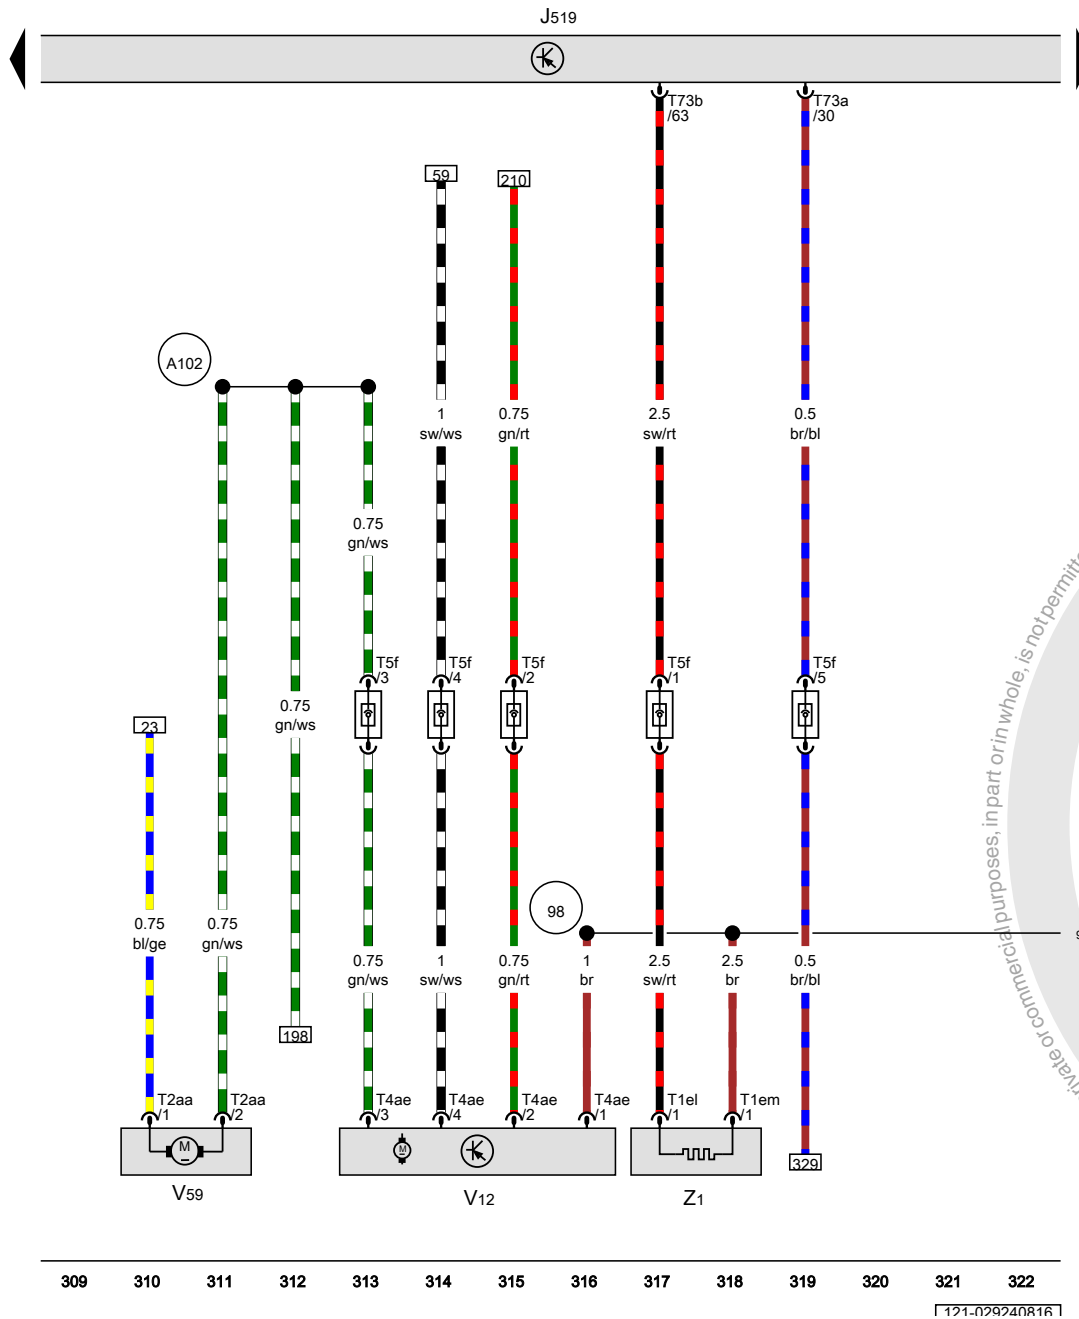 J519
T73b
/63
T73a
/30
59
210
A102
1
sw/ws
0.75
gn/rt
2.5
sw/rt
0.5
br/bl
0.75
gn/ws
T5f
/3
T5f
/4
T5f
/2
T5f
/1
T5f
/5
0.75
gn/ws
23
98
0.75
bl/ge
0.75
gn/ws
0.75
gn/ws
1
sw/ws
0.75
gn/rt
1
br
2.5
sw/rt
2.5
br
0.5
br/bl
198
T2aa
/1
T2aa
/2
T4ae
/3
T4ae
/4
T4ae
/2
T4ae
/1
T1el
/1
T1em
/1
M
M
329
V59
V12
Z1
rivate or commercial purposes, in part or in whole, is not permitte
309 310 311 312 313 314 315 316 317 318 319 320 321 322
121-029240816